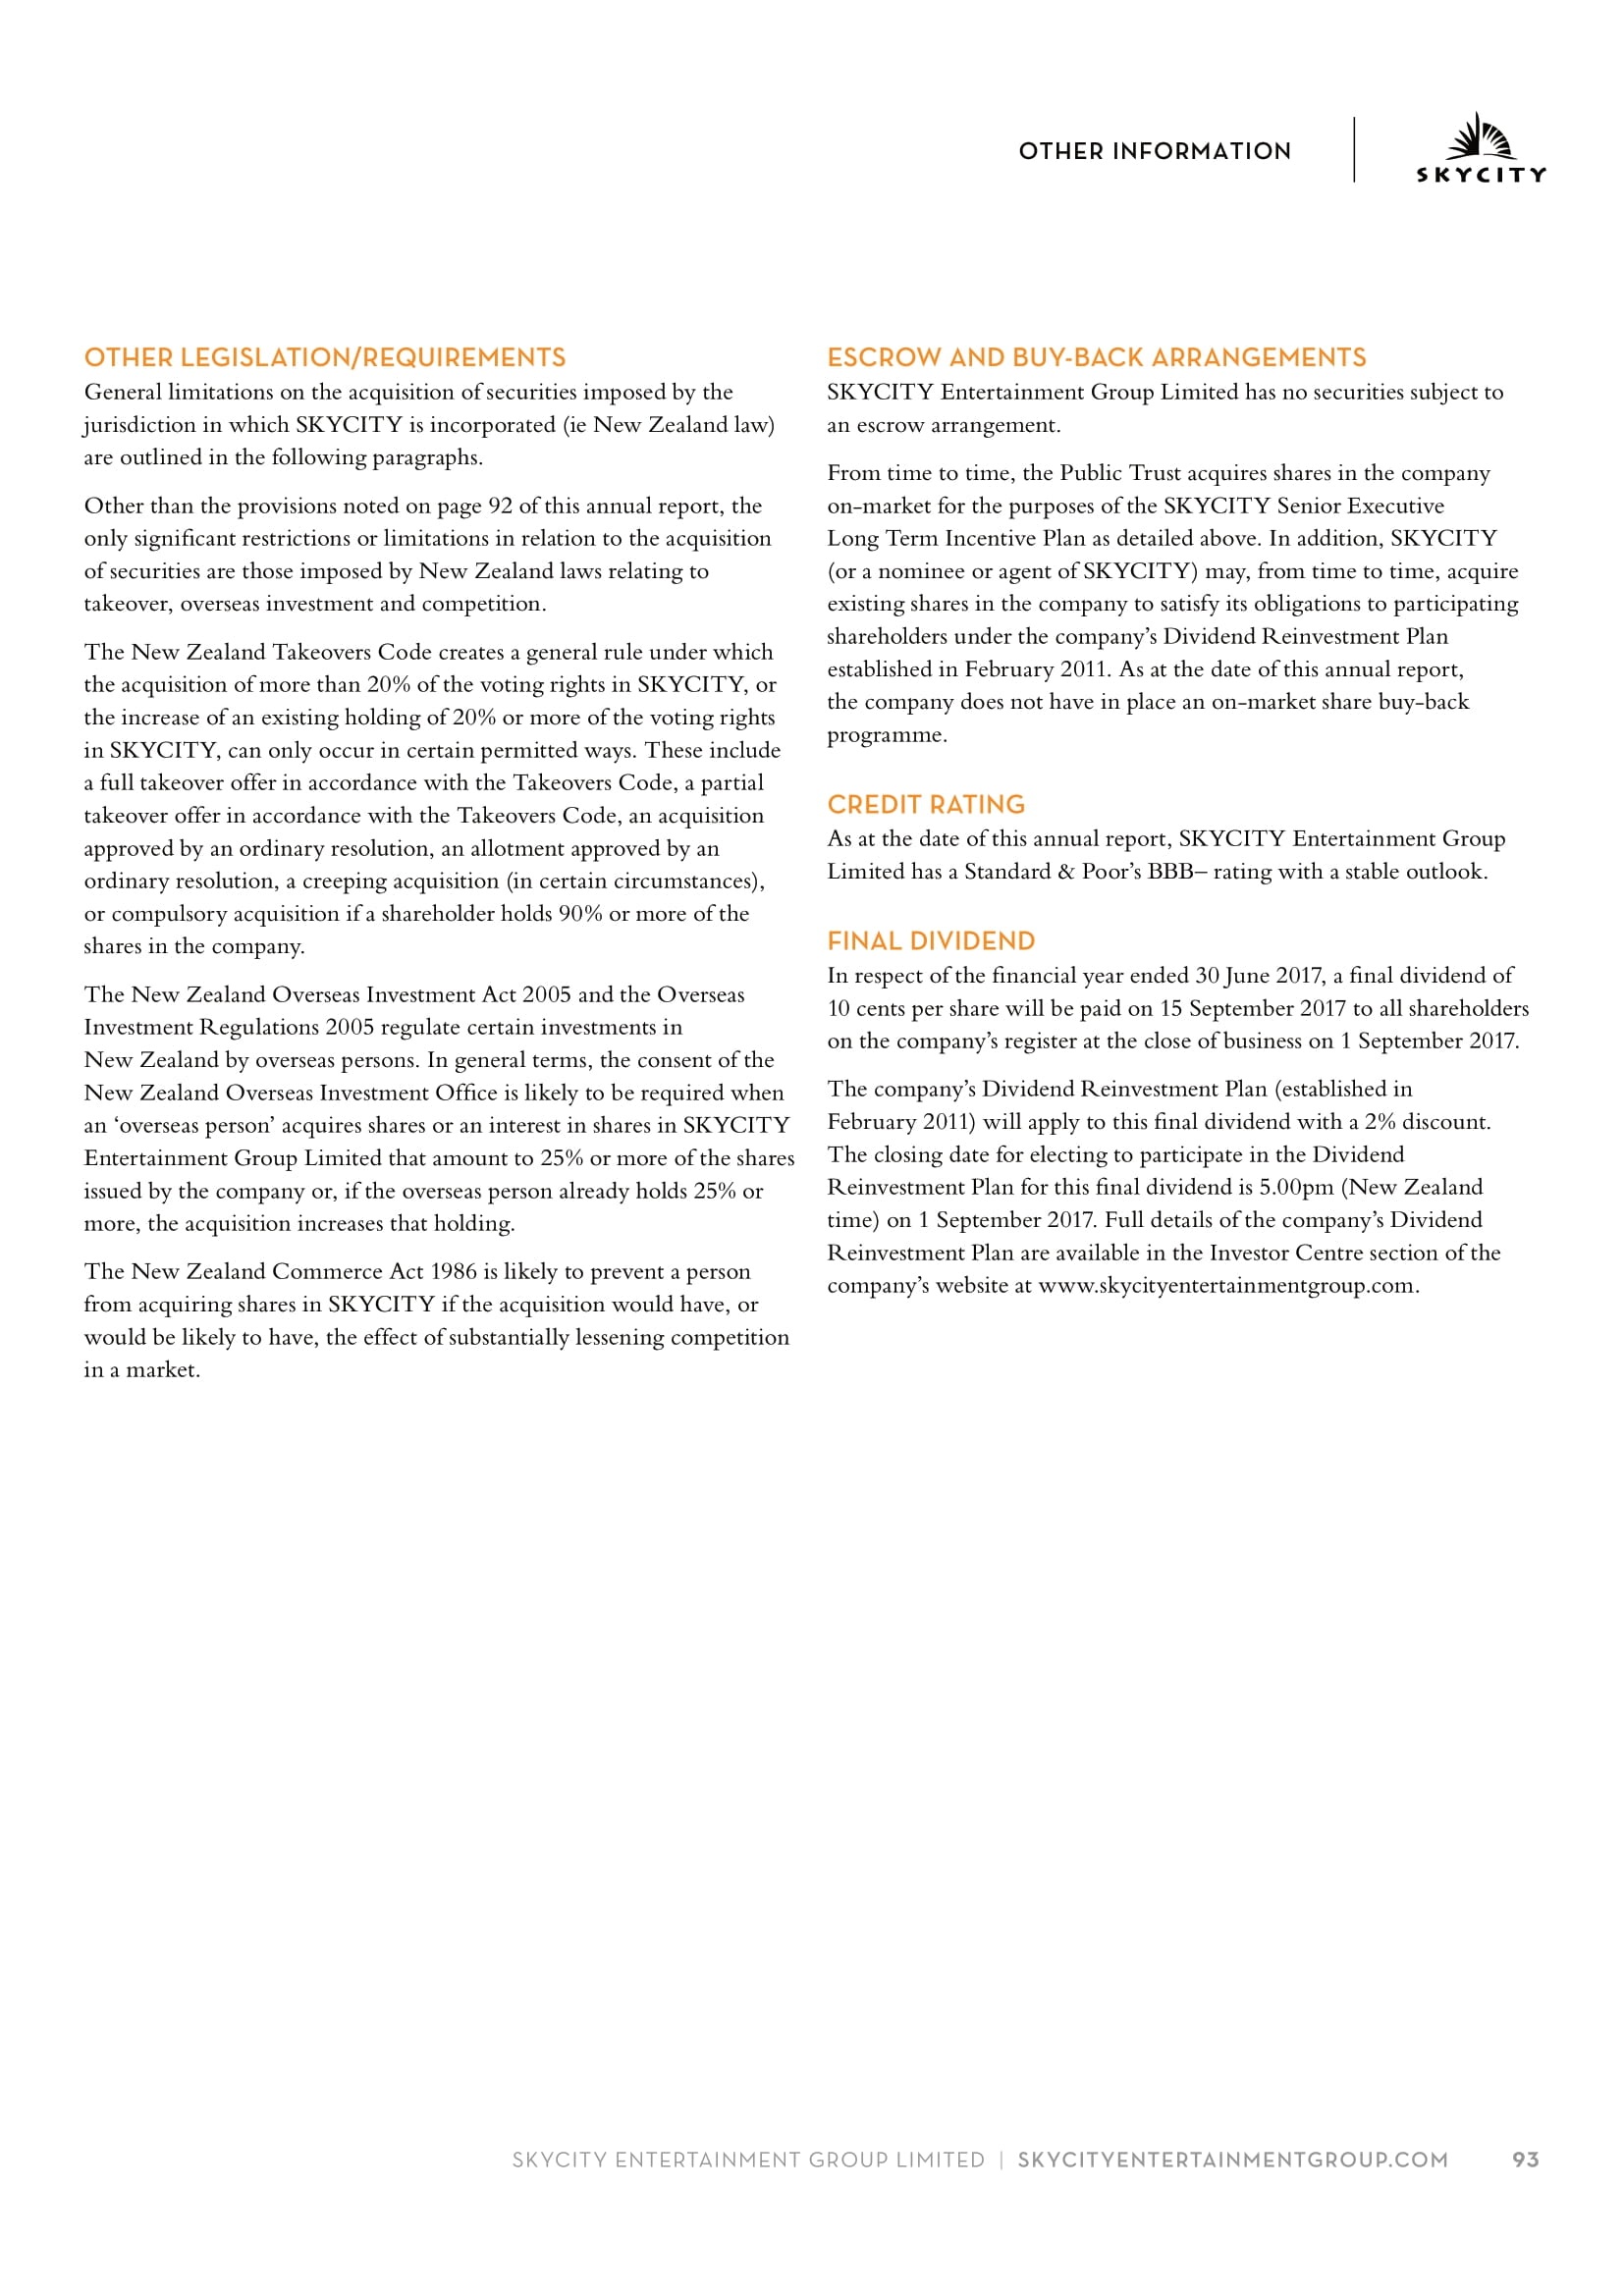 OTHER INFORMATION
SKYCITY
OTHER LEGISLATION/REQUIREMENTS
General limitations on the acquisition of securities imposed by the
jurisdiction in which SKYCITY is incorporated (ie New Zealand law)
are outlined in the following paragraphs.
Other than the provisions noted on page 92 of this annual report, the
only significant restrictions or limitations in relation to the acquisition
of securities are those imposed by New Zealand laws relating to
takeover, overseas investment and competition.
The New Zealand Takeovers Code creates a general rule under which
the acquisition of more than 20% of the voting rights in SKYCITY, or
the increase of an existing holding of 20% or more of the voting rights
in SKYCITY, can only occur in certain permitted ways. These include
a full takeover offer in accordance with the Takeovers Code, a partial
takeover offer in accordance with the Takeovers Code, an acquisition
approved by an ordinary resolution, an allotment approved by an
ordinary resolution, a creeping acquisition (in certain circumstances),
or compulsory acquisition if a shareholder holds 90% or more of the
shares in the company.
The New Zealand Overseas Investment Act 2005 and the Overseas
Investment Regulations 2005 regulate certain investments in
New Zealand by overseas persons. In general terms, the consent of the
New Zealand Overseas Investment Office is likely to be required when
an ‘overseas person’ acquires shares or an interest in shares in SKYCITY
Entertainment Group Limited that amount to 25% or more of the shares
issued by the company or, if the overseas person already holds 25% or
more, the acquisition increases that holding.
The New Zealand Commerce Act 1986 is likely to prevent a person
from acquiring shares in SKYCITY if the acquisition would have, or
would be likely to have, the effect of substantially lessening competition
in a market.
ESCROW AND BUY-BACK ARRANGEMENTS
SKYCITY Entertainment Group Limited has no securities subject to
an escrow arrangement.
From time to time, the Public Trust acquires shares in the company
on-market for the purposes of the SKYCITY Senior Executive
Long Term Incentive Plan as detailed above. In addition, SKYCITY
(or a nominee or agent of SKYCITY) may, from time to time, acquire
existing shares in the company to satisfy its obligations to participating
shareholders under the company’s Dividend Reinvestment Plan
established in February 2011. As at the date of this annual report,
the company does not have in place an on-market share buy-back
programme.
CREDIT RATING
As at the date of this annual report, SKYCITY Entertainment Group
Limited has a Standard & Poor’s BBB– rating with a stable outlook.
FINAL DIVIDEND
In respect of the financial year ended 30 June 2017, a final dividend of
10 cents per share will be paid on 15 September 2017 to all shareholders
on the company’s register at the close of business on 1 September 2017.
The company’s Dividend Reinvestment Plan (established in
February 2011) will apply to this final dividend with a 2% discount.
The closing date for electing to participate in the Dividend
Reinvestment Plan for this final dividend is 5.00pm (New Zealand
time) on 1 September 2017. Full details of the company’s Dividend
Reinvestment Plan are available in the Investor Centre section of the
company’s website at www.skycityentertainmentgroup.com.
SKYCITY ENTERTAINMENT GROUP LIMITED | SKYCITYENTERTAINMENTGROUP.COM 93